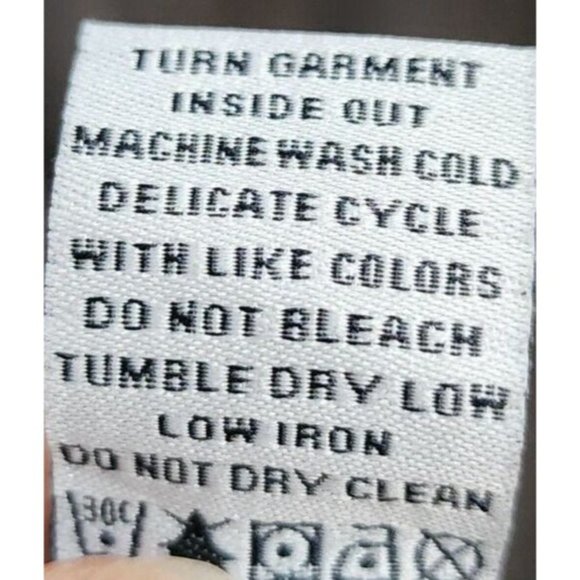 TURN GARMENT
INSIDE OUT
MACHINE WASH COLD
DELICATE CYCLE
WITH LIKE COLORS
DO NOT BLEACH
TUMBLE DRY LOW
LOW IRON
DO NOT DRY CLEAN
30C